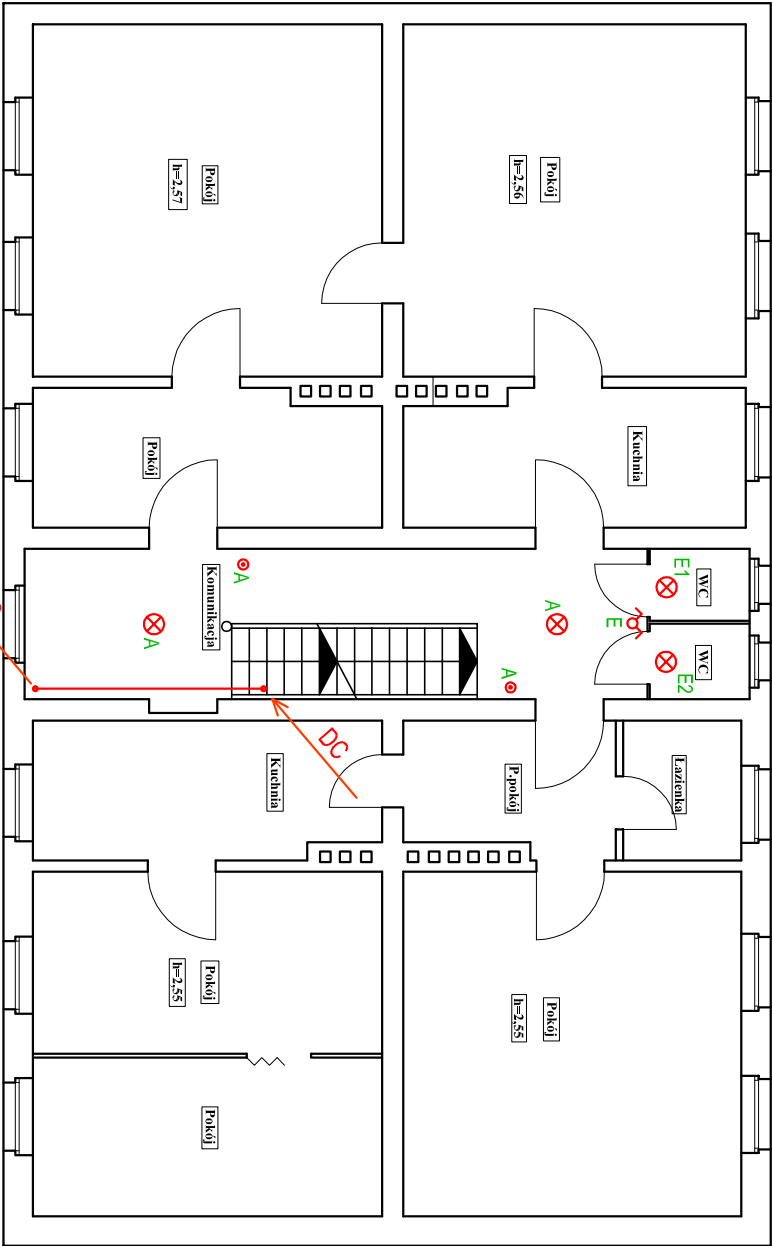 Pokój
h=2,57
Pokój
h=2,56
Pokój
Kuchnia
WC
E1
WC
E2
E
A
A
A
A
Komunikacja
DC
Kuchnia
P.pokój
Łazienka
Pokój
h=2,55
Pokój
h=2,55
Pokój